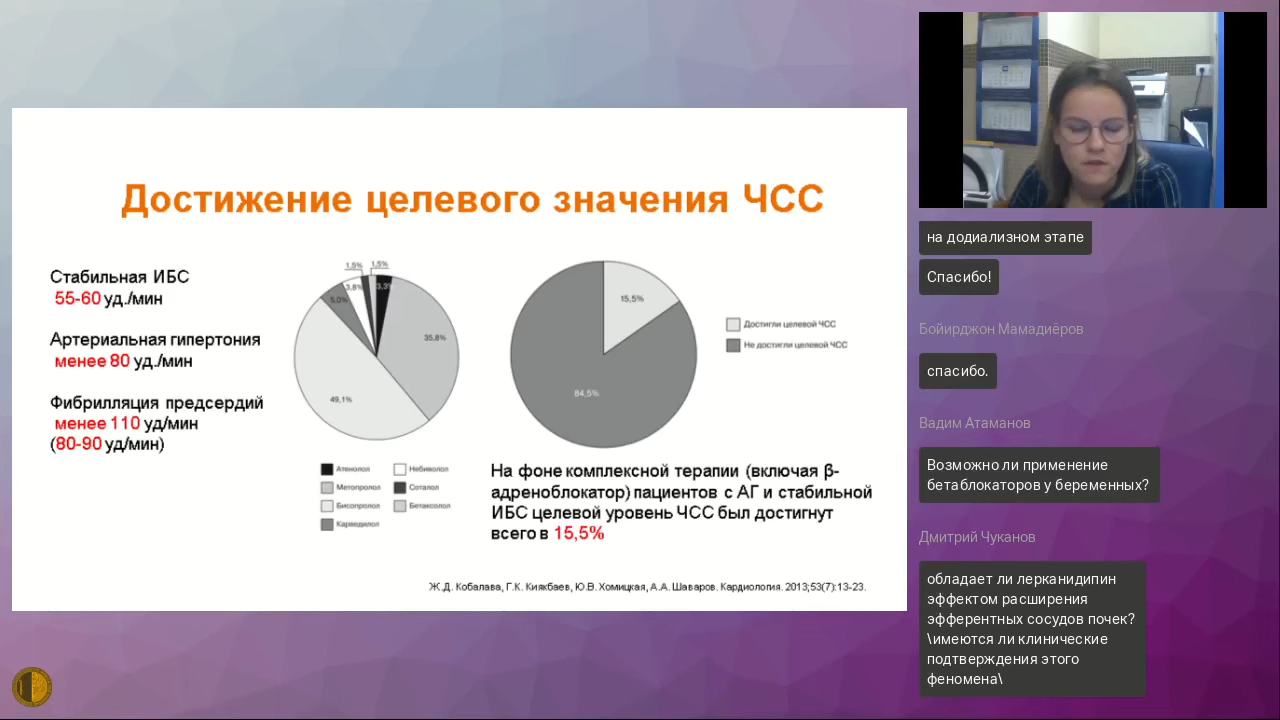 Достижение целевого значения ЧСС
Стабильная ИБС
55-60 уд./мин
Артериальная гипертония
менее 80 уд./мин
Фибрилляция предсердий
менее 110 уд/мин
(80-90 уд/мин)
1,5%
1,5%
3,8%
3,3%
5,0%
35,8%
49,1%
Атенолол
Небиволол
Метопролол
Соталол
Бисопролол
Бетаксолол
Карведилол
15,5%
84,5%
Достигли целевой ЧСС
Не достигли целевой ЧСС
На фоне комплексной терапии (включая β-
адреноблокатор) пациентов с АГ и стабильной
ИБС целевой уровень ЧСС был достигнут
всего в 15,5%
Ж.Д. Кобалава, Г.К. Киякбаев, Ю.В. Хомицкая, А.А. Шаваров. Кардиология. 2013;53(7):13-23.
на додиализном этапе
Спасибо!
Бойирджон Мамадиёров
спасибо.
Вадим Атаманов
Возможно ли применение
бетаблокаторов у беременных?
Дмитрий Чуканов
обладает ли лерканидипин
эффектом расширения
эфферентных сосудов почек?
\имеются ли клинические
подтверждения этого
феномена\